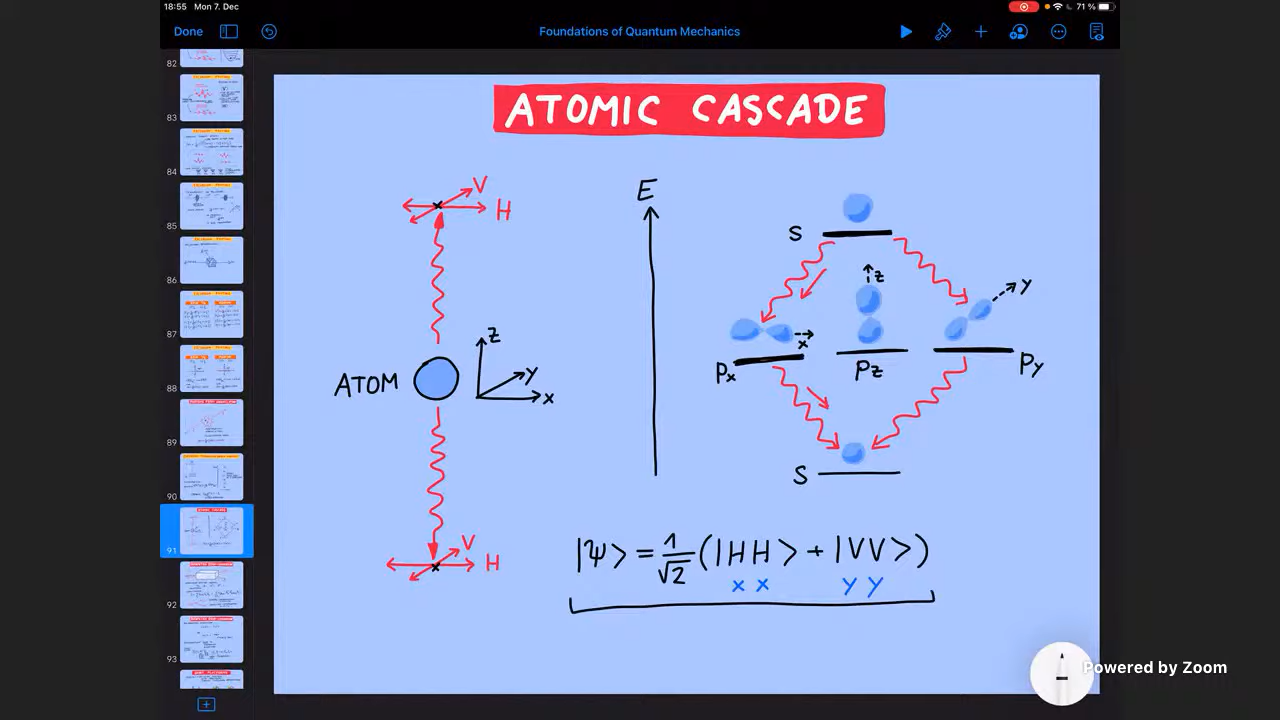 18:55 Mon 7. Dec
71 %
Done
Foundations of Quantum Mechanics
82
83
84
85
86
87
88
89
90
91
92
93
ATOMIC CASCADE
V
H
E
S
z
Y
x
z
Y
x
ATOM
Px
Pz
Py
S
V
H
|Ψ⟩ = 1/√2 (|HH⟩ + |VV⟩)
x x Y Y
Powered by Zoom